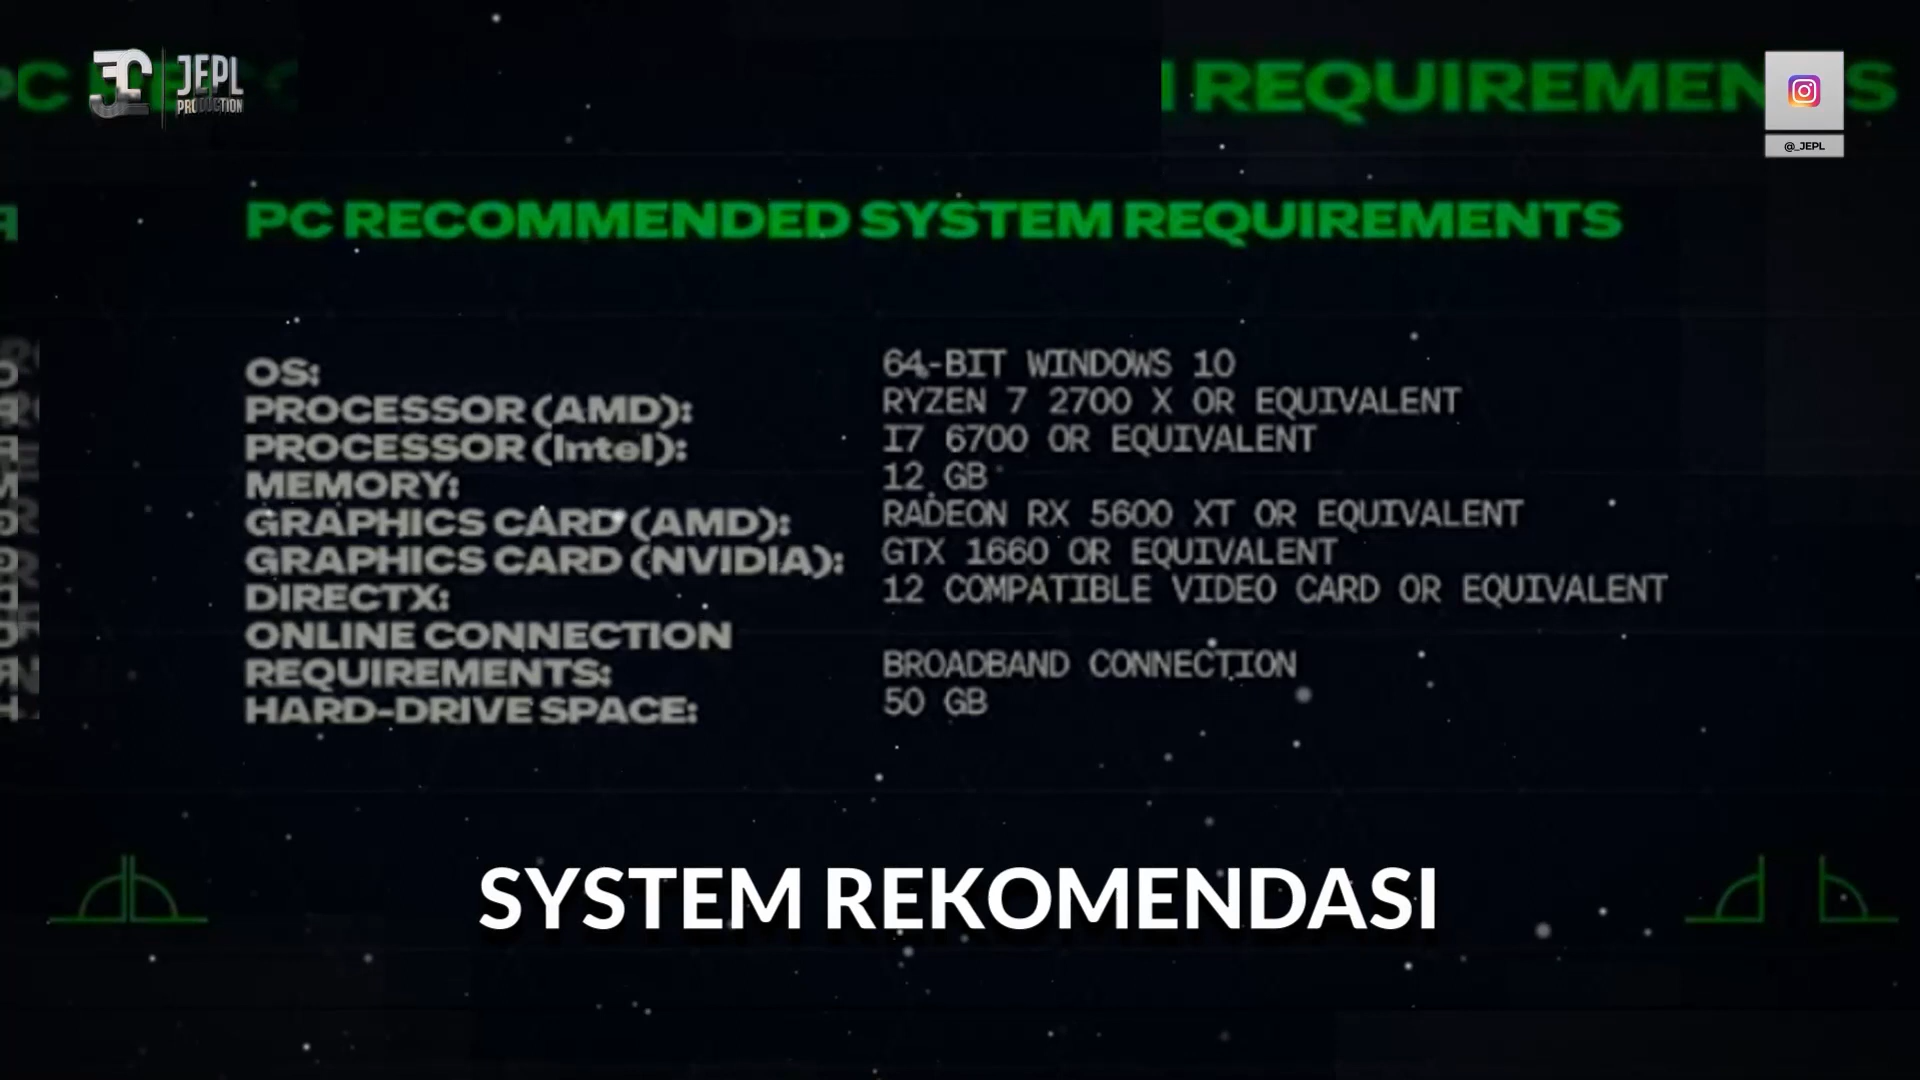 JEPL
PRODUCTION
REQUIREMENTS
@_JEPL
PC RECOMMENDED SYSTEM REQUIREMENTS
OS: 64-BIT WINDOWS 10
PROCESSOR (AMD): RYZEN 7 2700 X OR EQUIVALENT
PROCESSOR (Intel): I7 6700 OR EQUIVALENT
MEMORY: 12 GB
GRAPHICS CARD (AMD): RADEON RX 5600 XT OR EQUIVALENT
GRAPHICS CARD (NVIDIA): GTX 1660 OR EQUIVALENT
DIRECTX: 12 COMPATIBLE VIDEO CARD OR EQUIVALENT
ONLINE CONNECTION
REQUIREMENTS: BROADBAND CONNECTION
HARD-DRIVE SPACE: 50 GB
SYSTEM REKOMENDASI